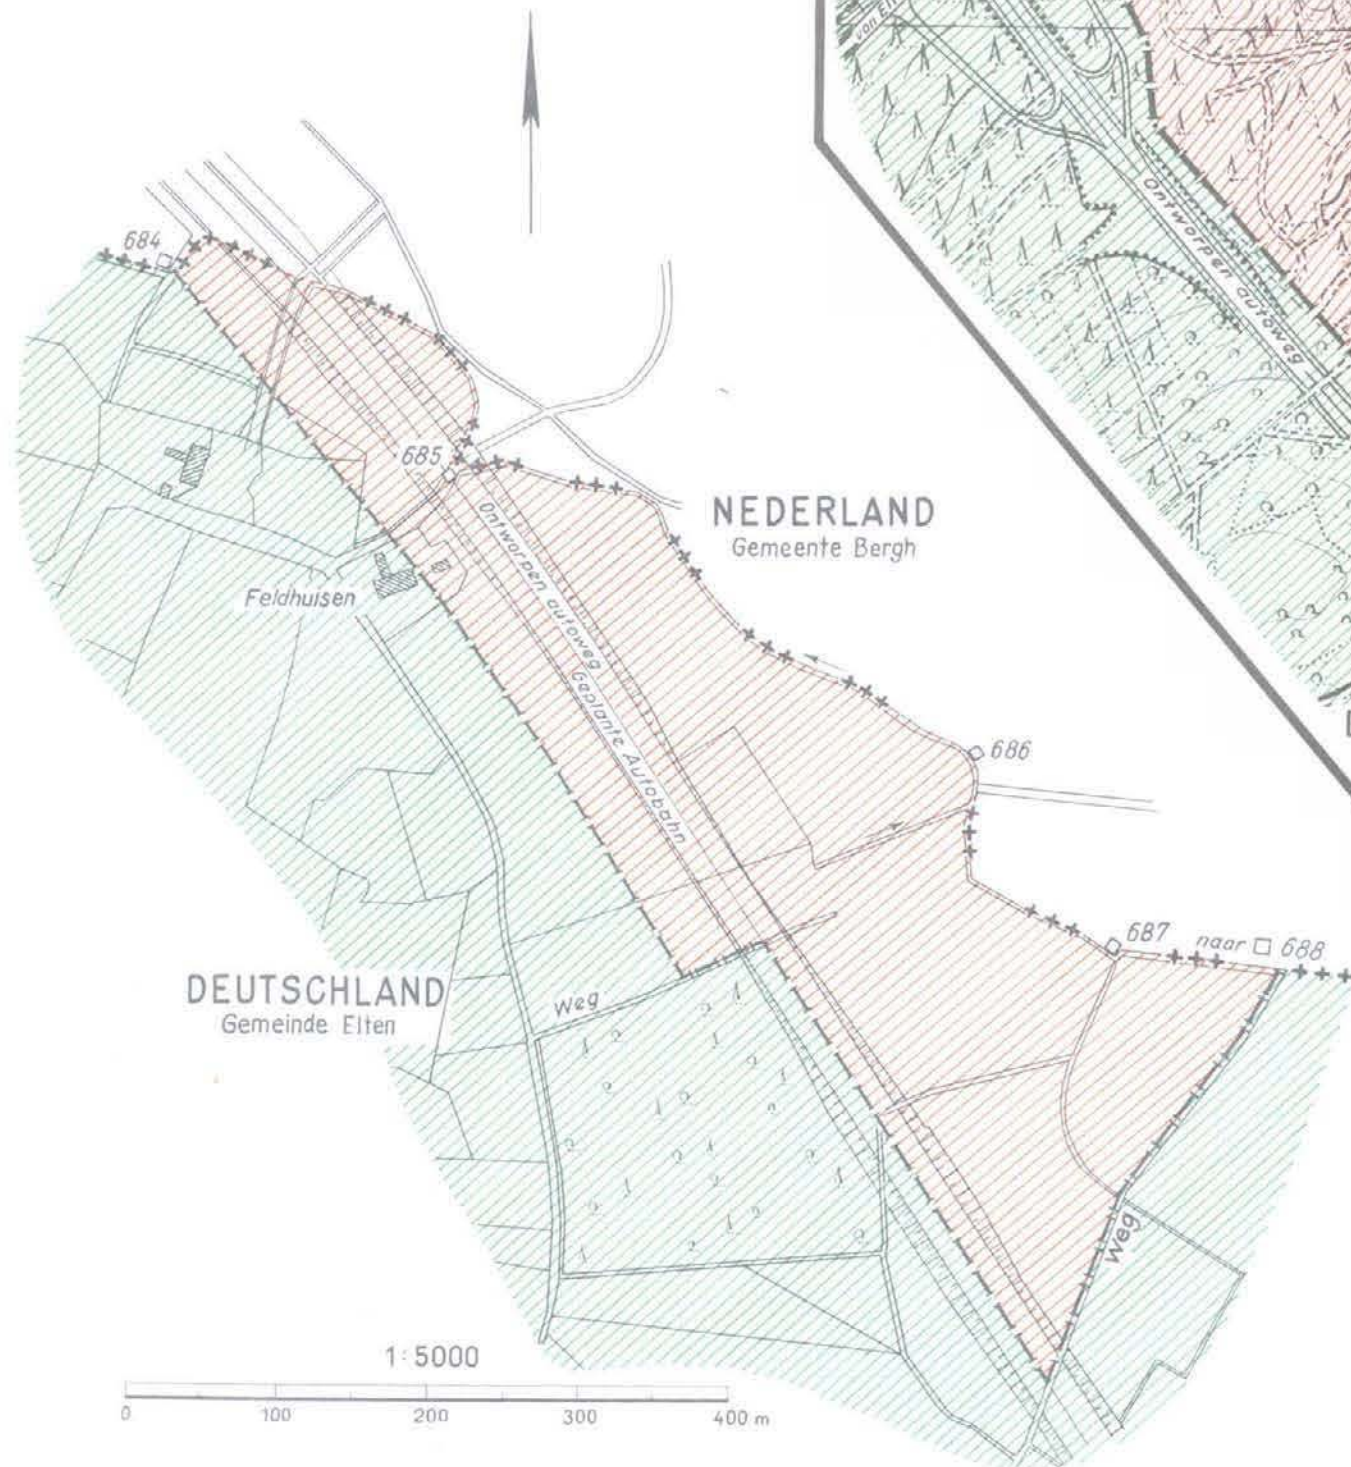 von
Ontworpen autoweg
684
685
NEDERLAND
Gemeente Bergh
Ontworpen autoweg
Geplante Autobahn
Feldhuisen
686
687
naar 688
DEUTSCHLAND
Gemeinde Elten
Weg
Weg
1:5000
0 100 200 300 400 m